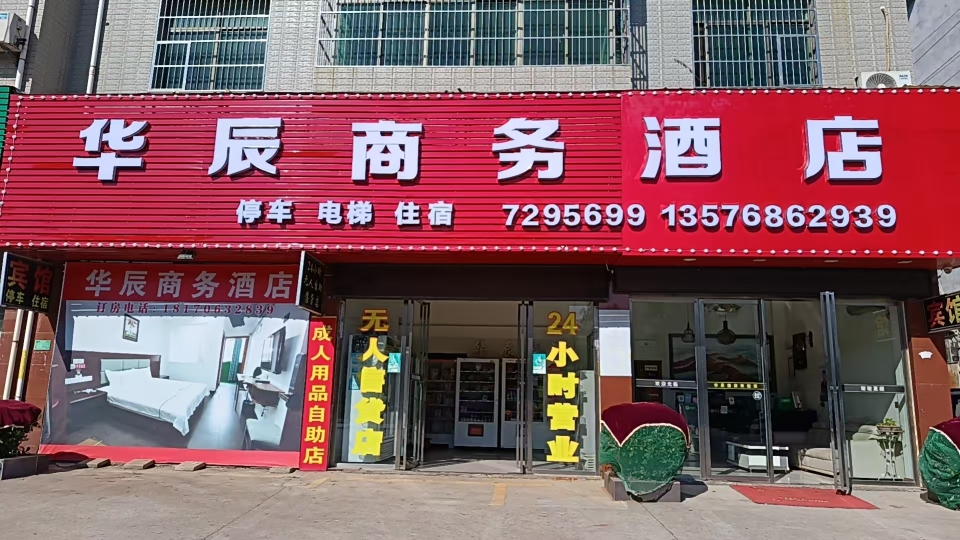 华辰商务酒店
停车 电梯 住宿 7295699 13576862939
宾馆
停车 住宿
华辰商务酒店
订房电话 18170632839
成人用品自助店
无人售货店
24小时营业
宾馆